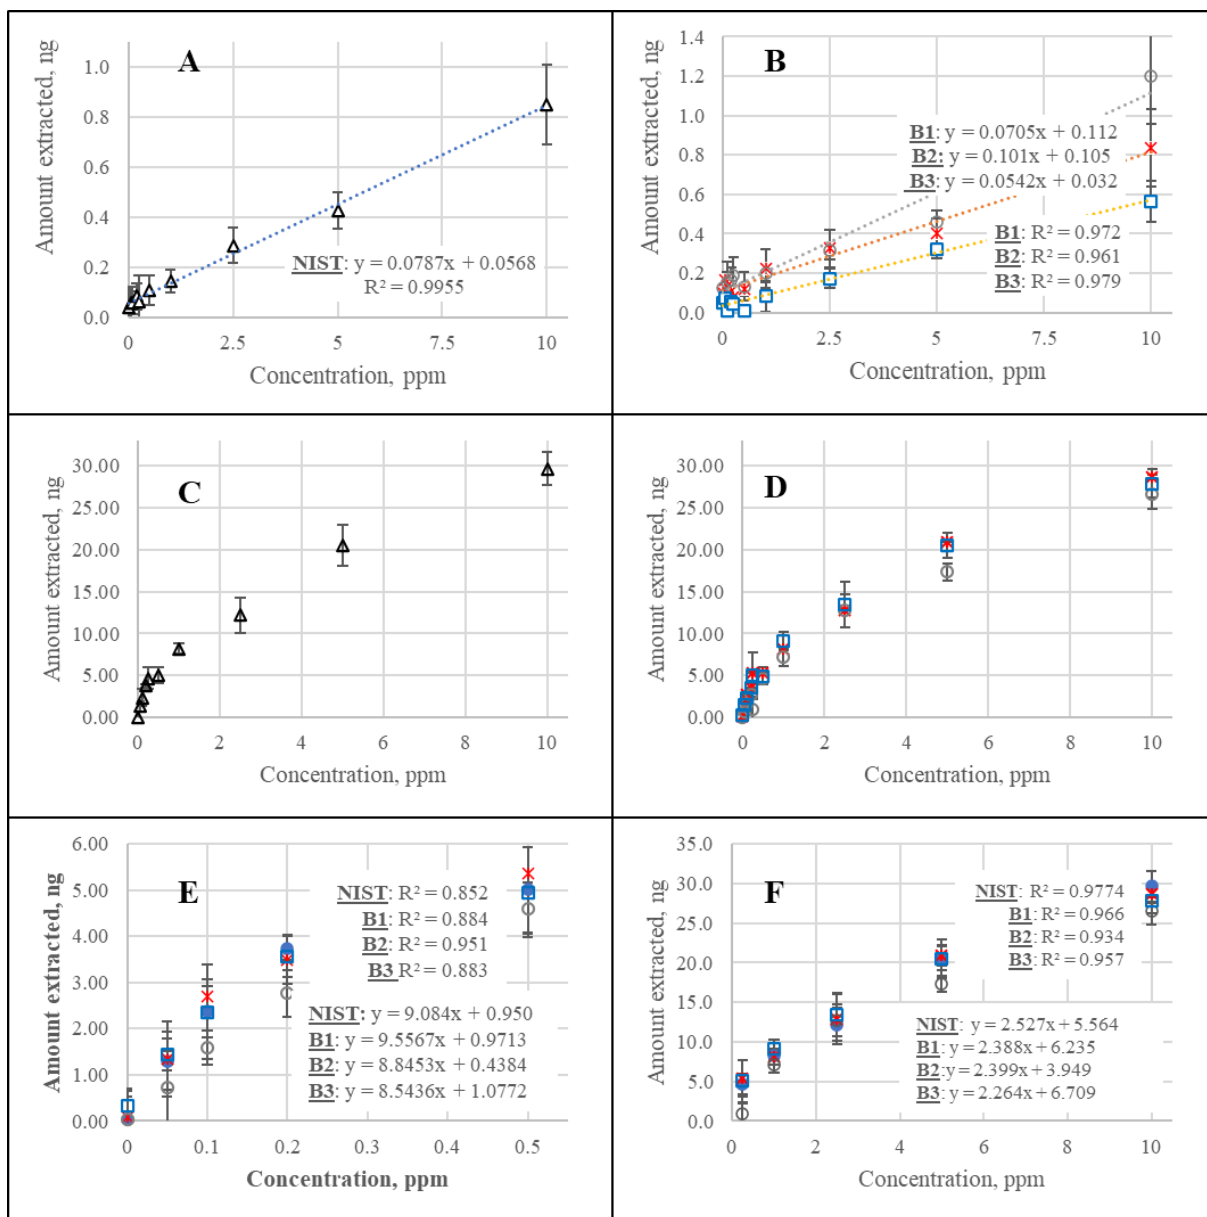 A
Amount extracted, ng
1.0
0.8
0.6
0.4
0.2
0.0
NIST: y = 0.0787x + 0.0568
R² = 0.9955
0
2.5
5
7.5
10
Concentration, ppm
B
Amount extracted, ng
1.4
1.2
1.0
0.8
0.6
0.4
0.2
0.0
B1: y = 0.0705x + 0.112
B2: y = 0.101x + 0.105
B3: y = 0.0542x + 0.032
B1: R² = 0.972
B2: R² = 0.961
B3: R² = 0.979
0
2.5
5
7.5
10
Concentration, ppm
C
Amount extracted, ng
30.00
25.00
20.00
15.00
10.00
5.00
0.00
0
2
4
6
8
10
Concentration, ppm
D
Amount extracted, ng
30.00
25.00
20.00
15.00
10.00
5.00
0.00
0
2
4
6
8
10
Concentration, ppm
E
Amount extracted, ng
6.00
5.00
4.00
3.00
2.00
1.00
0.00
NIST: R² = 0.852
B1: R² = 0.884
B2: R² = 0.951
B3 R² = 0.883
NIST: y = 9.084x + 0.950
B1: y = 9.5567x + 0.9713
B2: y = 8.8453x + 0.4384
B3: y = 8.5436x + 1.0772
0
0.1
0.2
0.3
0.4
0.5
Concentration, ppm
F
Amount extracted, ng
35.0
30.0
25.0
20.0
15.0
10.0
5.0
0.0
NIST: R² = 0.9774
B1: R² = 0.966
B2: R² = 0.934
B3: R² = 0.957
NIST: y = 2.527x + 5.564
B1: y = 2.388x + 6.235
B2:y = 2.399x + 3.949
B3: y = 2.264x + 6.709
0
2
4
6
8
10
Concentration, ppm